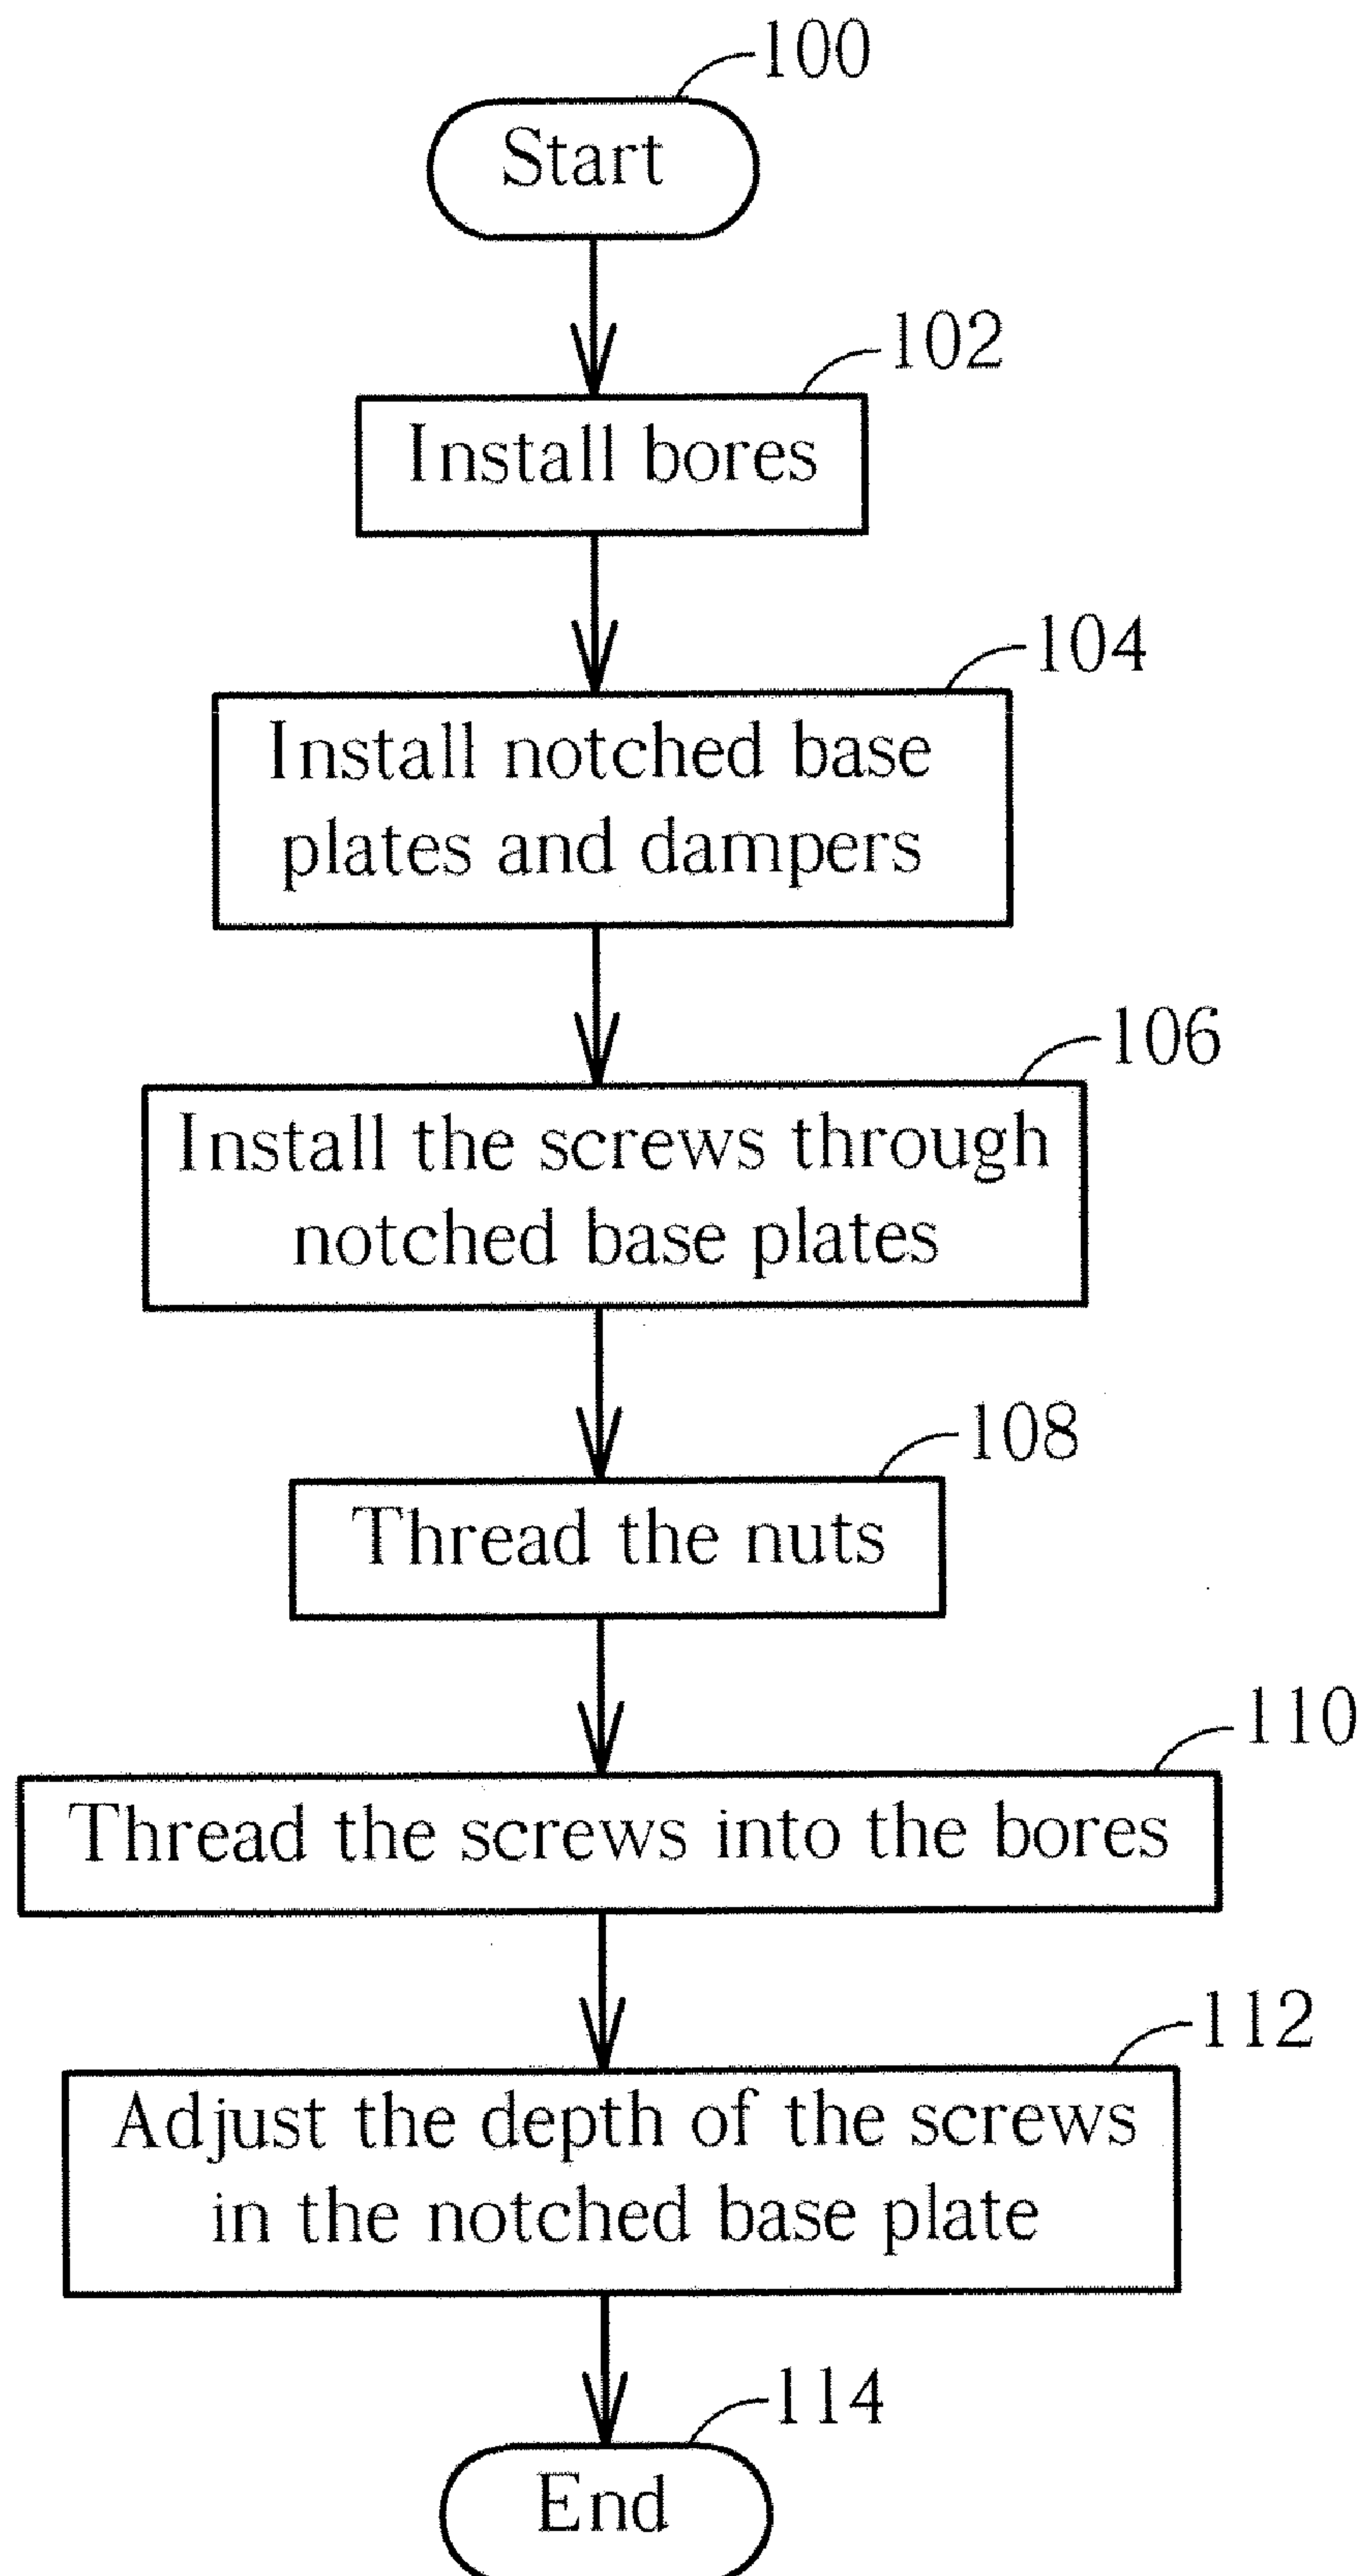 100
Start
102
Install bores
104
Install notched base
plates and dampers
106
Install the screws through
notched base plates
108
Thread the nuts
110
Thread the screws into the bores
112
Adjust the depth of the screws
in the notched base plate
114
End